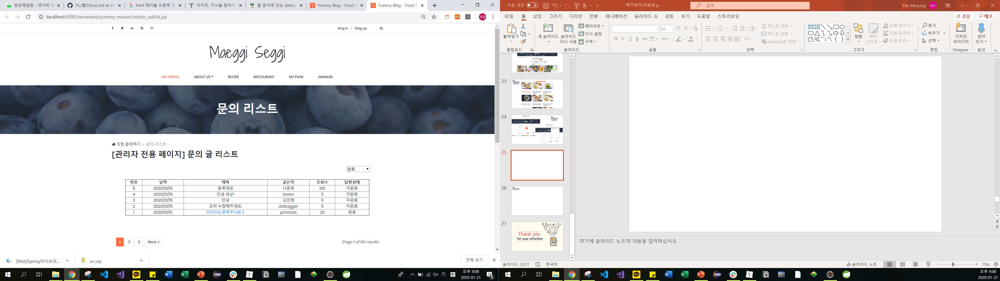 받은메일함 : 네이버 메
TIL/웹03(css).md at ma
html 테이블 오른쪽 정
미미르, 지식을 찾아서
웹 문서에 있는 &nbsp
Yummy Blog - Food B
Yummy Blog - Food B
localhost:8090/serverweb/yummy-master/admin_asklist.jsp
민정
Sing in
Sing up
Maeggi Seggi
MY FRIDGE
ABOUT US
RECIPE
RESTAURANT
MY PAGE
MANAGE
문의 리스트
직접 문의하기 > 문의 리스트
[관리자 전용 페이지] 문의 글 리스트
완료
번호 날짜 제목 글쓴이 조회수 답변상태
5 2020/01/15 문희에요 나문희 100 미완료
4 2020/01/15 안녕 세상! tester 5 미완료
3 2020/01/15 안녕 김민정 5 미완료
2 2020/01/15 오타 수정해주세요. debugger 5 미완료
1 2020/01/10 아이디는못바꾸나요ㅕ princess 20 완료
1 2 3 Next »
Page 1 of 60 results
[Web]Spring라이브러...
src.zip
전체 보기
오후 9:08
2020-01-21
자동 저장 끔
매끼세끼2차발표.p...
검색
Kim Minjung KM
파일 홈 삽입 그리기 디자인 전환 애니메이션 슬라이드 쇼 검토 보기 도움말 스토리보딩
공유 메모
붙여넣기
클립보드
새 슬라이드
슬라이드 다시 사용
레이아웃
다시 설정
구역
슬라이드
24
글꼴
텍스트 방향
텍스트 맞춤
SmartArt로 변환
단락
정렬
빠른 스타일
도형 채우기
도형 윤곽선
도형 효과
그리기
찾기
바꾸기
선택
편집
디자인 아이디어
Designer
받아쓰기
음성
23
24
25
26
27
Thank you
for your attention
여기에 슬라이드 노트의 내용을 입력하십시오
슬라이드 25/27
한국어
슬라이드 노트
75%
오후 9:08
2020-01-21